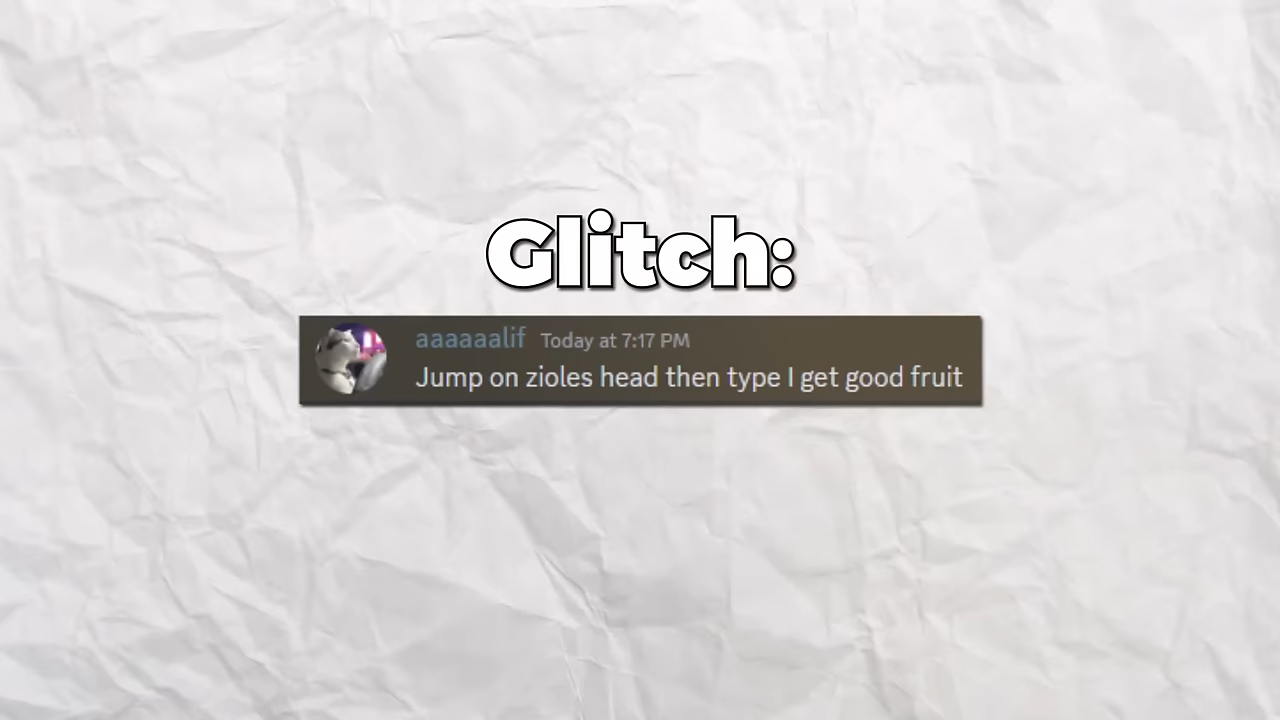 Glitch:
aaaaaalif Today at 7:17 PM
Jump on zioles head then type I get good fruit